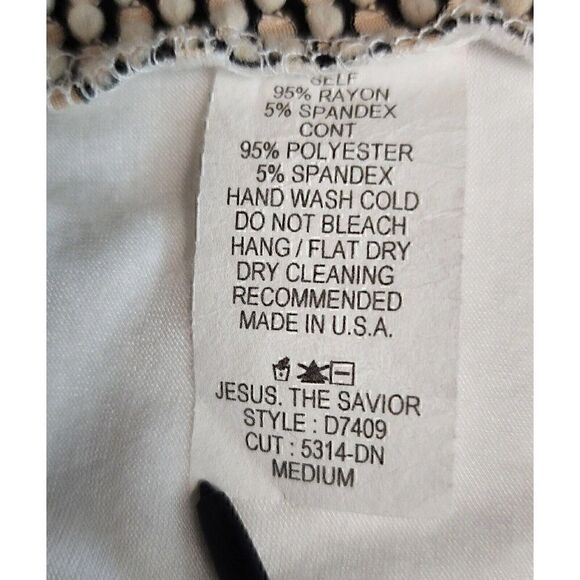 SELF
95% RAYON
5% SPANDEX
CONT
95% POLYESTER
5% SPANDEX
HAND WASH COLD
DO NOT BLEACH
HANG / FLAT DRY
DRY CLEANING
RECOMMENDED
MADE IN U.S.A.
JESUS. THE SAVIOR
STYLE : D7409
CUT : 5314-DN
MEDIUM